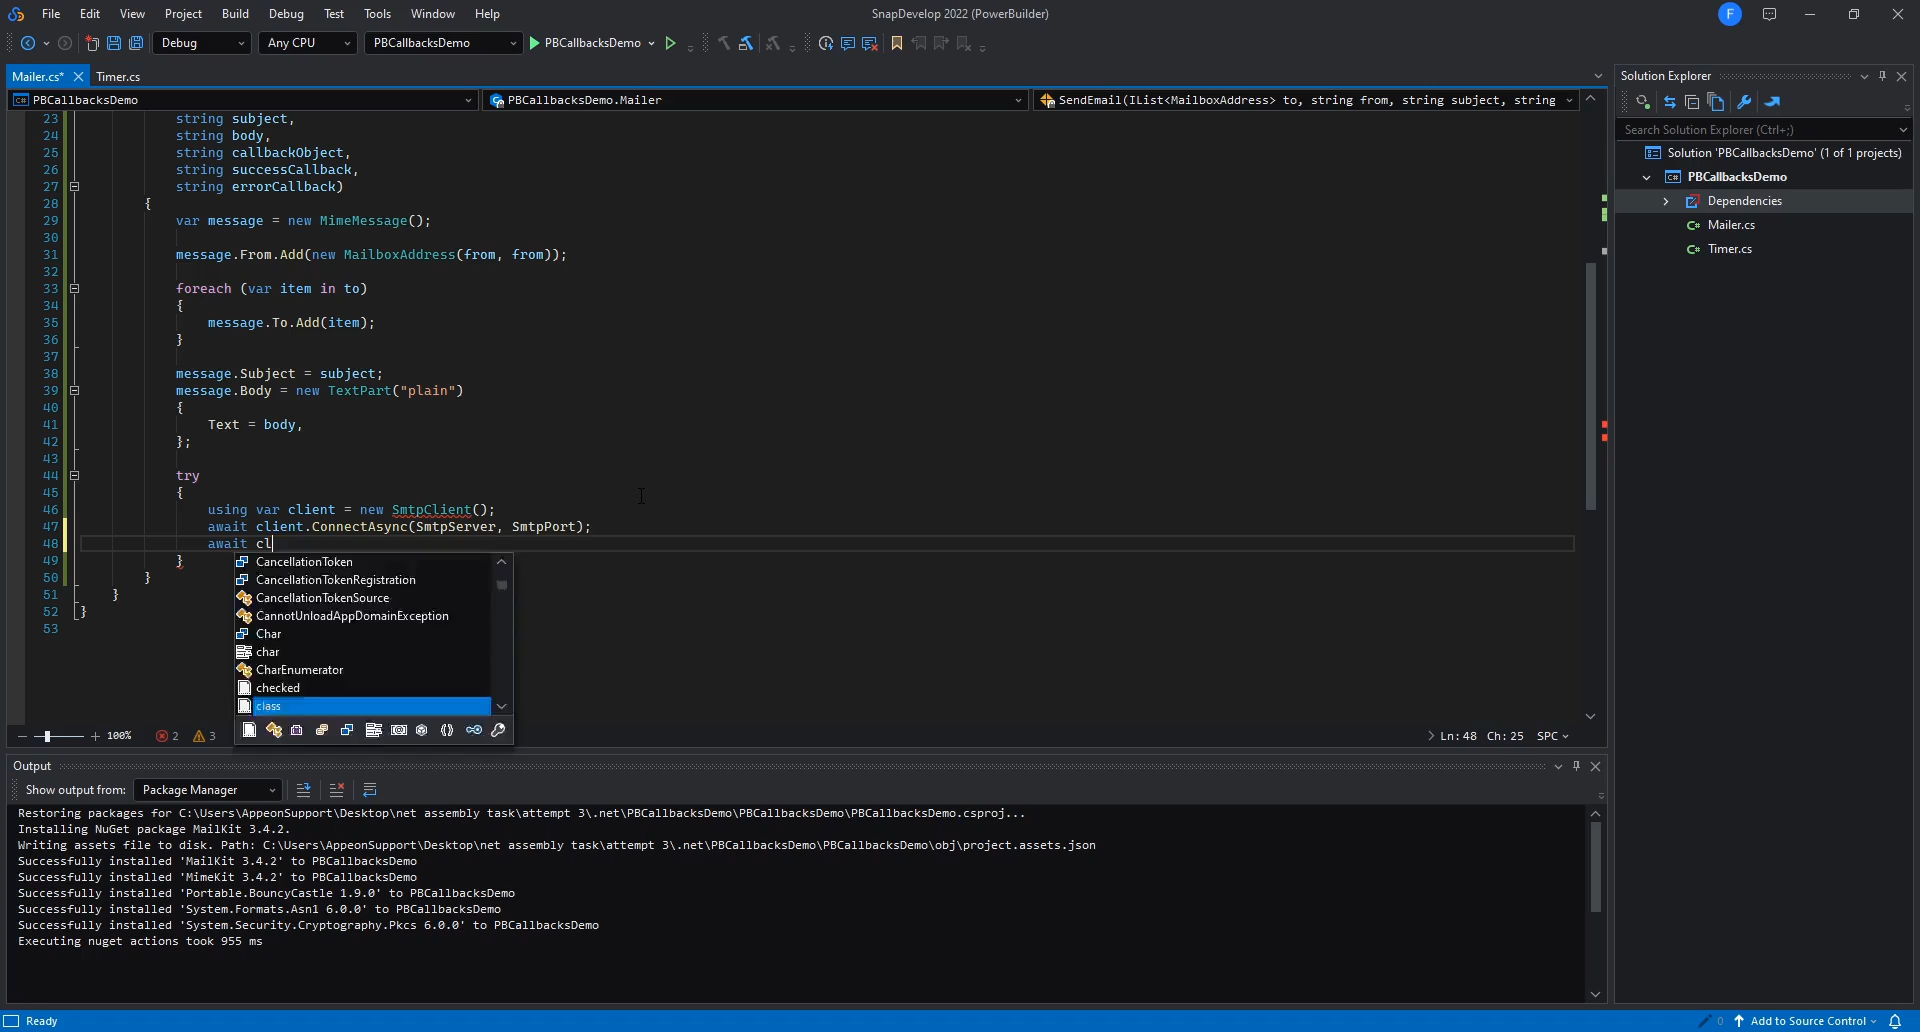 File Edit View Project Build Debug Test Tools Window Help SnapDevelop 2022 (PowerBuilder) F
Debug Any CPU PBCallbacksDemo PBCallbacksDemo
Mailer.cs* Timer.cs
C# PBCallbacksDemo PBCallbacksDemo.Mailer SendEmail(IList<MailboxAddress> to, string from, string subject, string
23 string subject,
24 string body,
25 string callbackObject,
26 string successCallback,
27 string errorCallback)
28 {
29 var message = new MimeMessage();
30
31 message.From.Add(new MailboxAddress(from, from));
32
33 foreach (var item in to)
34 {
35 message.To.Add(item);
36 }
37
38 message.Subject = subject;
39 message.Body = new TextPart("plain")
40 {
41 Text = body,
42 };
43
44 try
45 {
46 using var client = new SmtpClient();
47 await client.ConnectAsync(SmtpServer, SmtpPort);
48 await cl
49 }
50 }
51 }
52 }
53
CancellationToken
CancellationTokenRegistration
CancellationTokenSource
CannotUnloadAppDomainException
Char
char
CharEnumerator
checked
class
100% 2 3 Ln: 48 Ch: 25 SPC
Output
Show output from: Package Manager
Restoring packages for C:\Users\AppeonSupport\Desktop\net assembly task\attempt 3\.net\PBCallbacksDemo\PBCallbacksDemo\PBCallbacksDemo.csproj...
Installing NuGet package MailKit 3.4.2.
Writing assets file to disk. Path: C:\Users\AppeonSupport\Desktop\net assembly task\attempt 3\.net\PBCallbacksDemo\PBCallbacksDemo\obj\project.assets.json
Successfully installed 'MailKit 3.4.2' to PBCallbacksDemo
Successfully installed 'MimeKit 3.4.2' to PBCallbacksDemo
Successfully installed 'Portable.BouncyCastle 1.9.0' to PBCallbacksDemo
Successfully installed 'System.Formats.Asn1 6.0.0' to PBCallbacksDemo
Successfully installed 'System.Security.Cryptography.Pkcs 6.0.0' to PBCallbacksDemo
Executing nuget actions took 955 ms
Solution Explorer
Search Solution Explorer (Ctrl+;)
Solution 'PBCallbacksDemo' (1 of 1 projects)
C# PBCallbacksDemo
Dependencies
C# Mailer.cs
C# Timer.cs
Ready 0 Add to Source Control